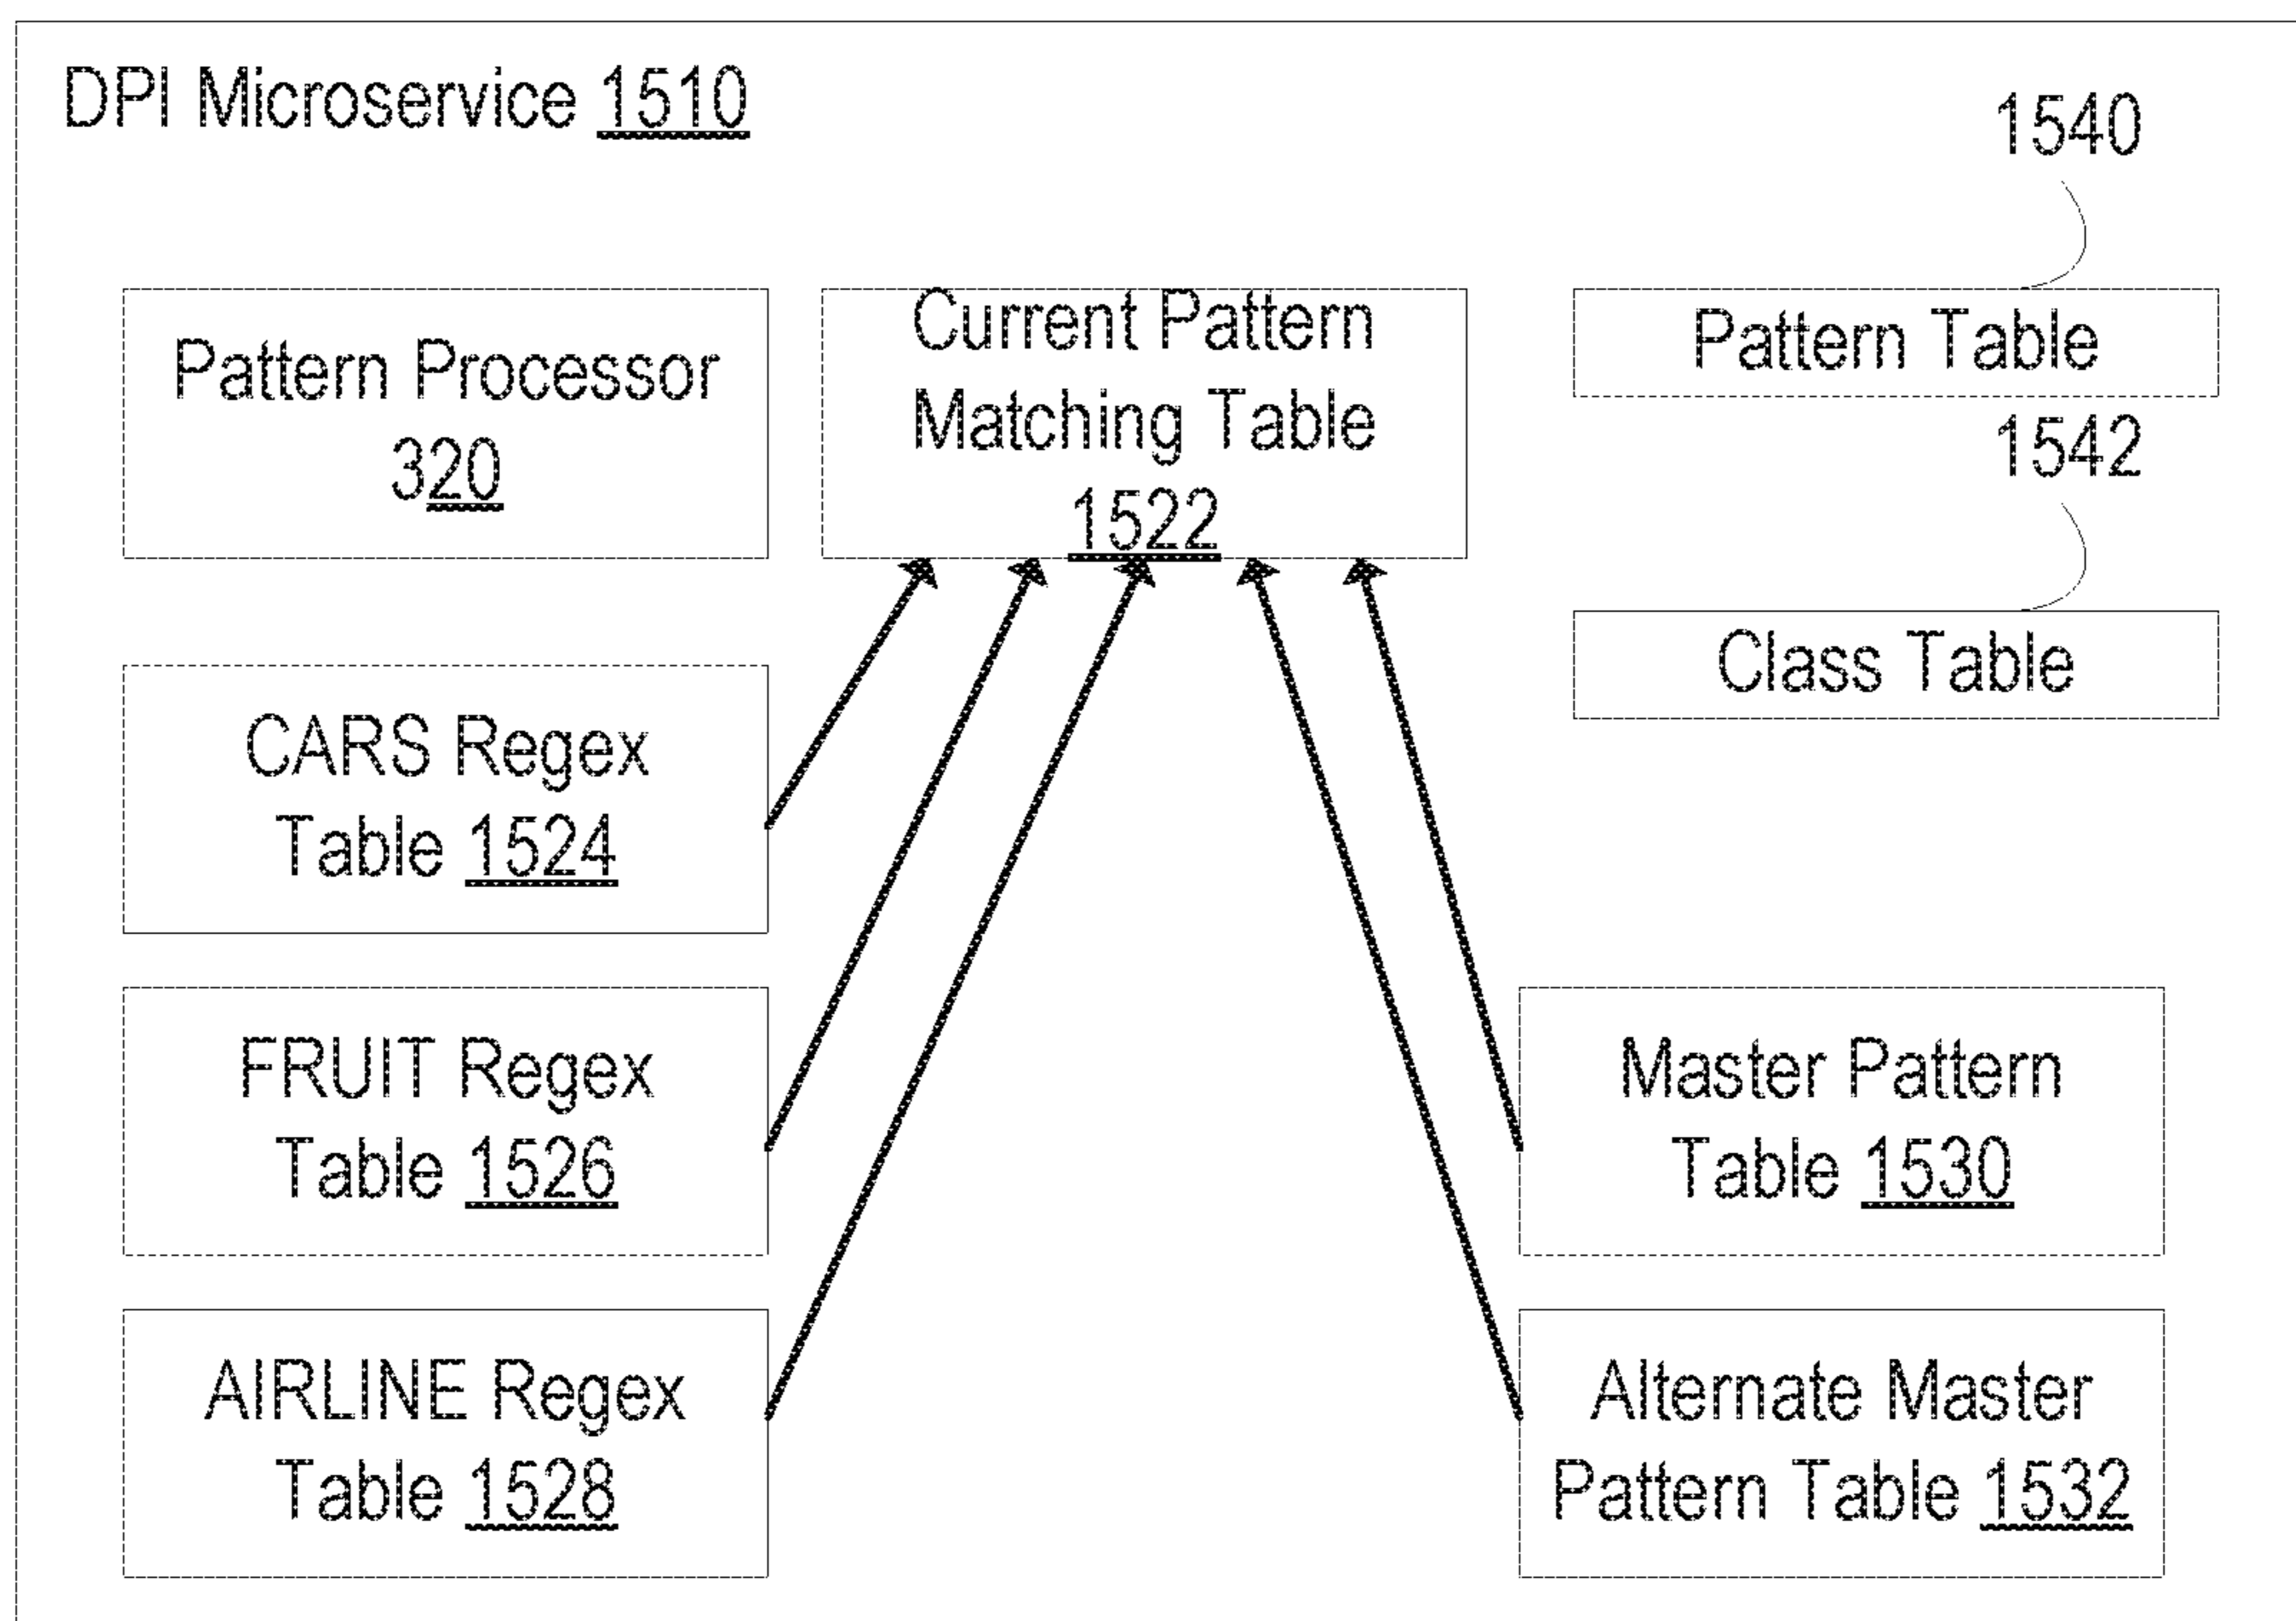 DPI Microservice 1510
1540
Pattern Processor
320
Current Pattern
Matching Table
1522
Pattern Table
1542
Class Table
CARS Regex
Table 1524
FRUIT Regex
Table 1526
Master Pattern
Table 1530
AIRLINE Regex
Table 1528
Alternate Master
Pattern Table 1532